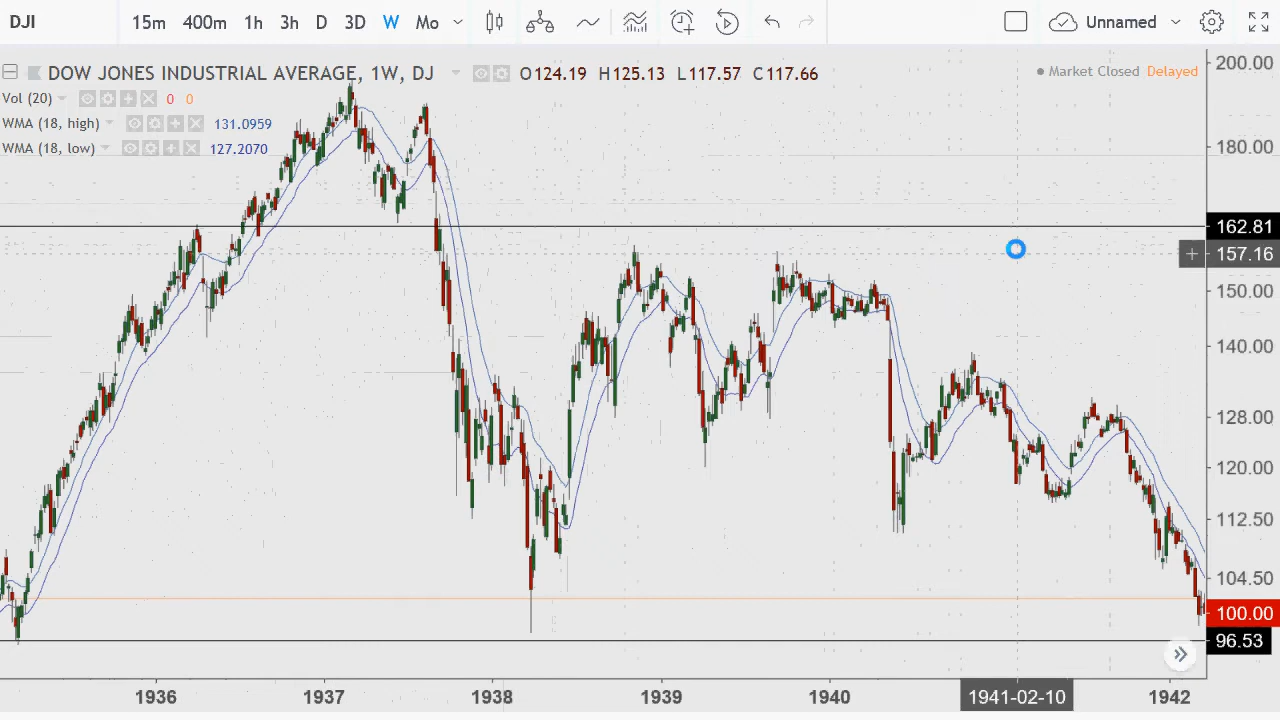 DJI 15m 400m 1h 3h D 3D W Mo Unnamed
DOW JONES INDUSTRIAL AVERAGE, 1W, DJ O124.19 H125.13 L117.57 C117.66 Market Closed Delayed
Vol (20) 0 0
WMA (18, high) 131.0959
WMA (18, low) 127.2070
200.00
180.00
162.81
157.16
150.00
140.00
128.00
120.00
112.50
104.50
100.00
96.53
1936 1937 1938 1939 1940 1941-02-10 1942